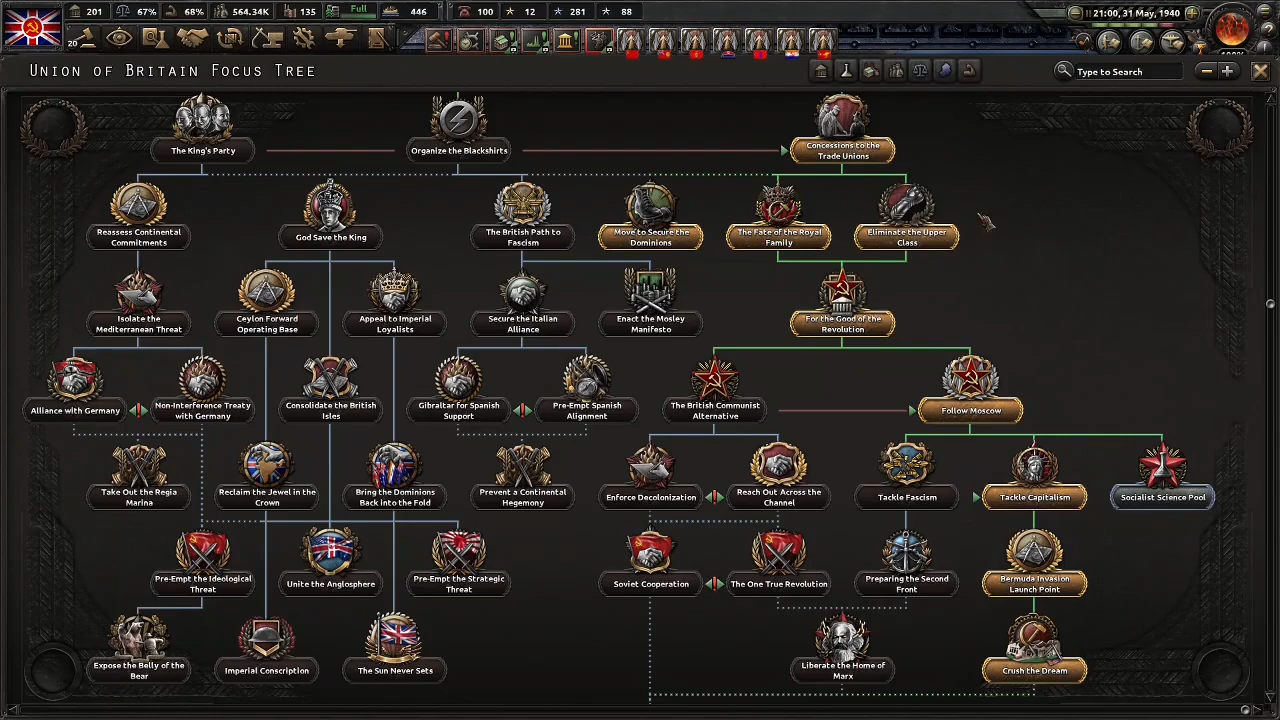 201 67% 68% 564.34K 135 Full 446 100 12 281 88 21:00, 31 May, 1940
20 100%
Union of Britain Focus Tree Type to Search
The King's Party Organize the Blackshirts Concessions to the
Trade Unions
Reassess Continental
Commitments
God Save the King
The British Path to
Fascism
Move to Secure the
Dominions
The Fate of the Royal
Family
Eliminate the Upper
Class
Isolate the
Mediterranean Threat
Ceylon Forward
Operating Base
Appeal to Imperial
Loyalists
Secure the Italian
Alliance
Enact the Mosley
Manifesto
For the Good of the
Revolution
Alliance with Germany
Non-Interference Treaty
with Germany
Consolidate the British
Isles
Gibraltar for Spanish
Support
Pre-Empt Spanish
Alignment
The British Communist
Alternative
Follow Moscow
Take Out the Regia
Marina
Reclaim the Jewel in the
Crown
Bring the Dominions
Back into the Fold
Prevent a Continental
Hegemony
Enforce Decolonization
Reach Out Across the
Channel
Tackle Fascism
Tackle Capitalism
Socialist Science Pool
Pre-Empt the Ideological
Threat
Unite the Anglosphere
Pre-Empt the Strategic
Threat
Soviet Cooperation
The One True Revolution
Preparing the Second
Front
Bermuda Invasion
Launch Point
Expose the Belly of the
Bear
Imperial Conscription
The Sun Never Sets
Liberate the Home of
Marx
Crush the Dream